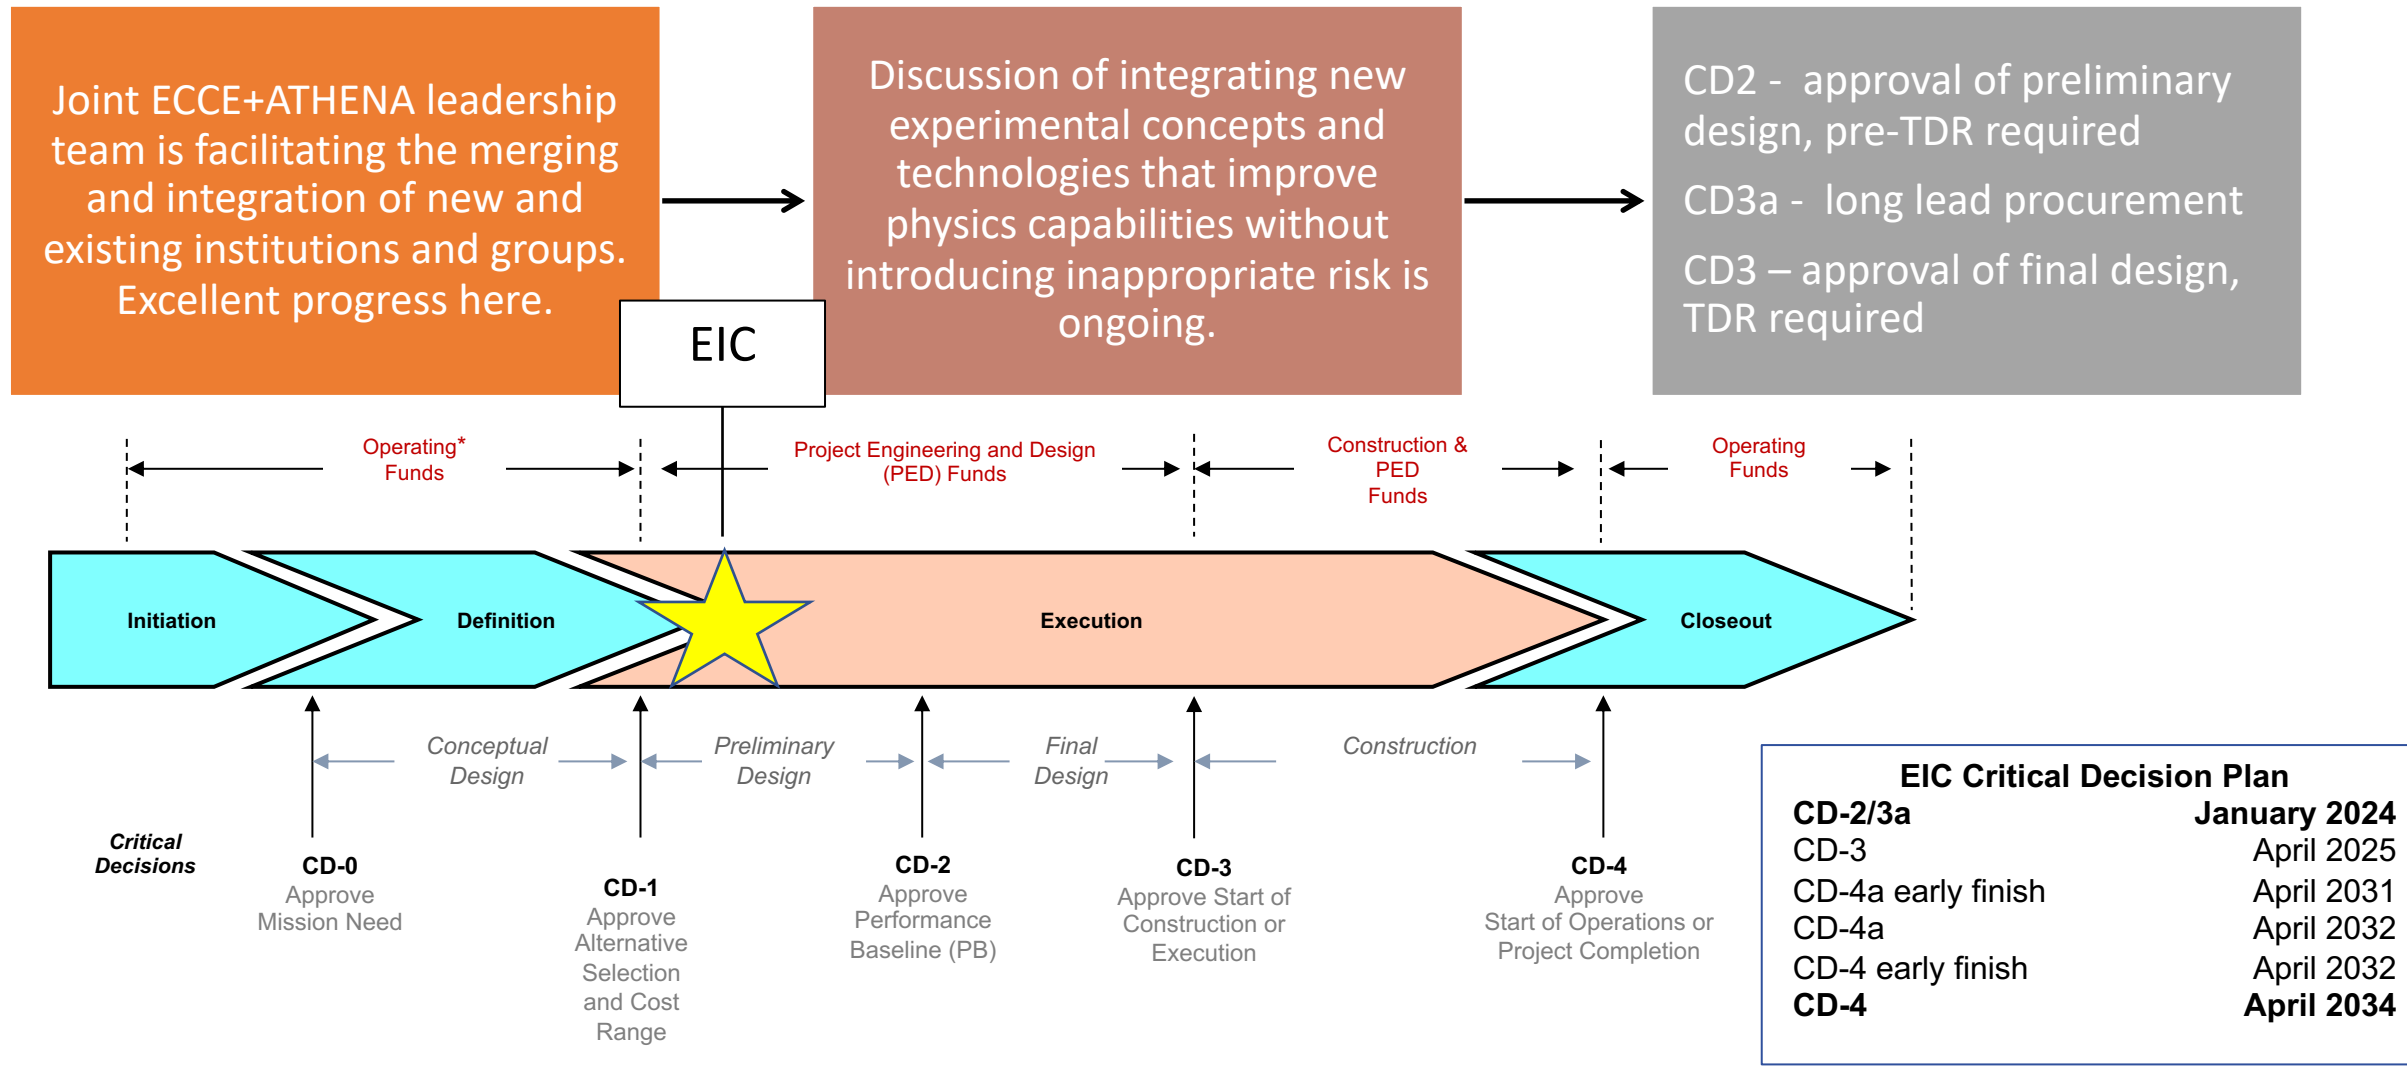 Joint ECCE+ATHENA leadership
team is facilitating the merging
and integration of new and
existing institutions and groups.
Excellent progress here.
Discussion of integrating new
experimental concepts and
technologies that improve
physics capabilities without
introducing inappropriate risk is
ongoing.
CD2 -  approval of preliminary
design, pre-TDR required
CD3a -  long lead procurement
CD3 – approval of final design,
TDR required
EIC
Operating*
Funds
Project Engineering and Design
(PED) Funds
Construction &
PED
Funds
Operating
Funds
Initiation
Definition
Execution
Closeout
Conceptual
Design
Preliminary
Design
Final
Design
Construction
Critical
Decisions
CD-0
Approve
Mission Need
CD-1
Approve
Alternative
Selection
and Cost
Range
CD-2
Approve
Performance
Baseline (PB)
CD-3
Approve Start of
Construction or
Execution
CD-4
Approve
Start of Operations or
Project Completion
EIC Critical Decision Plan
CD-2/3a January 2024
CD-3 April 2025
CD-4a early finish April 2031
CD-4a April 2032
CD-4 early finish April 2032
CD-4 April 2034